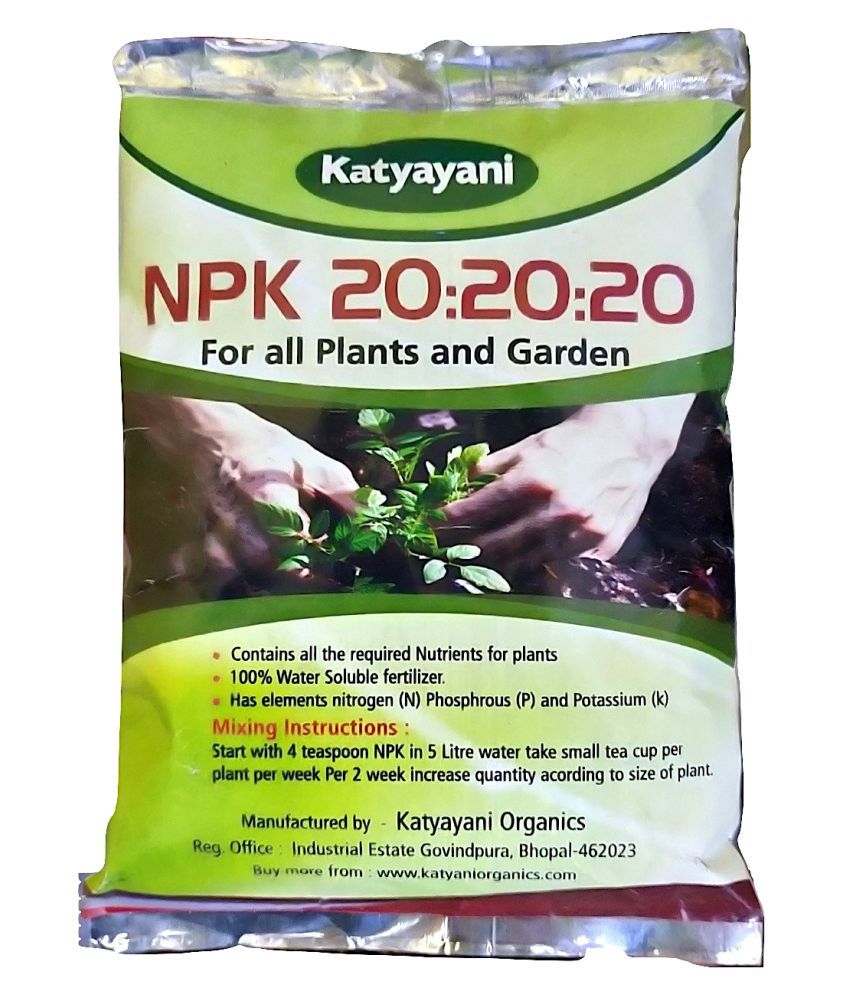 Katyayani
NPK 20:20:20
For all Plants and Garden
• Contains all the required Nutrients for plants
• 100% Water Soluble fertilizer.
• Has elements nitrogen (N) Phosphrous (P) and Potassium (k)
Mixing Instructions :
Start with 4 teaspoon NPK in 5 Litre water take small tea cup per
plant per week Per 2 week increase quantity acording to size of plant.
Manufactured by - Katyayani Organics
Reg. Office : Industrial Estate Govindpura, Bhopal-462023
Buy more from : www.katyaniorganics.com